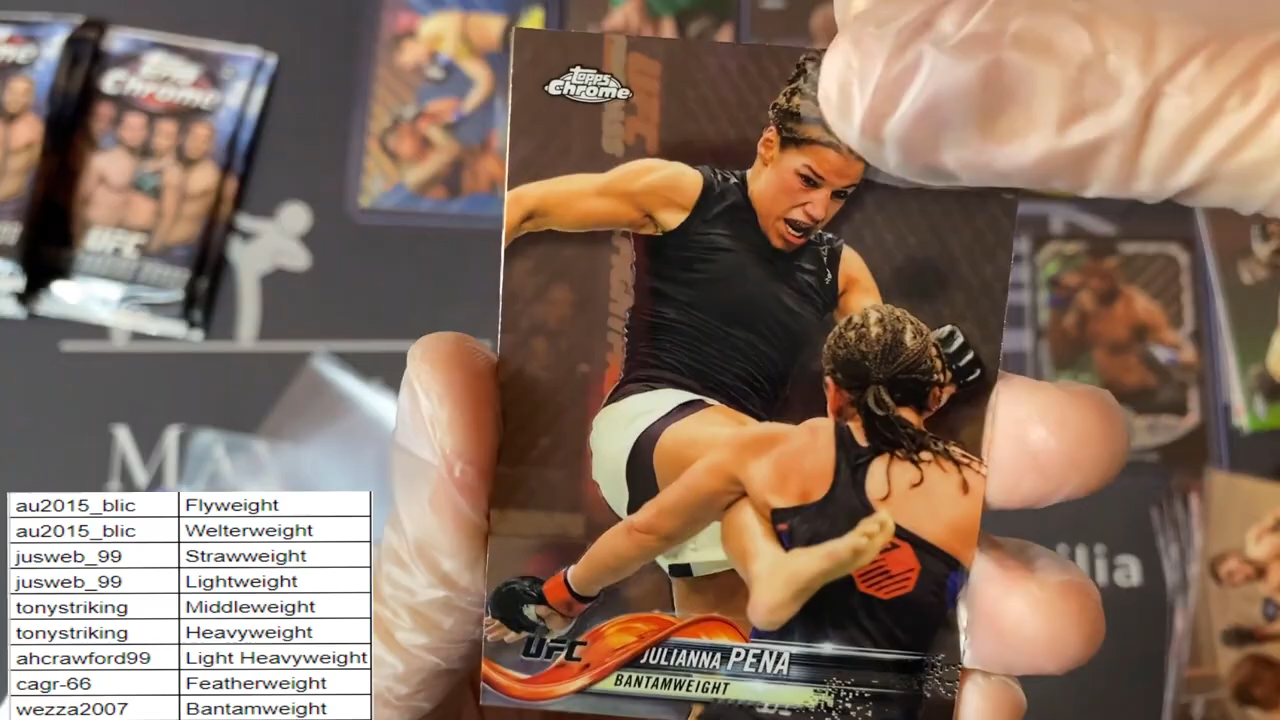 Topps
Chrome
UFC
Topps
Chrome
UFC
UFC
JULIANNA PENA
BANTAMWEIGHT
au2015_blic Flyweight
au2015_blic Welterweight
jusweb_99 Strawweight
jusweb_99 Lightweight
tonystriking Middleweight
tonystriking Heavyweight
ahcrawford99 Light Heavyweight
cagr-66 Featherweight
wezza2007 Bantamweight